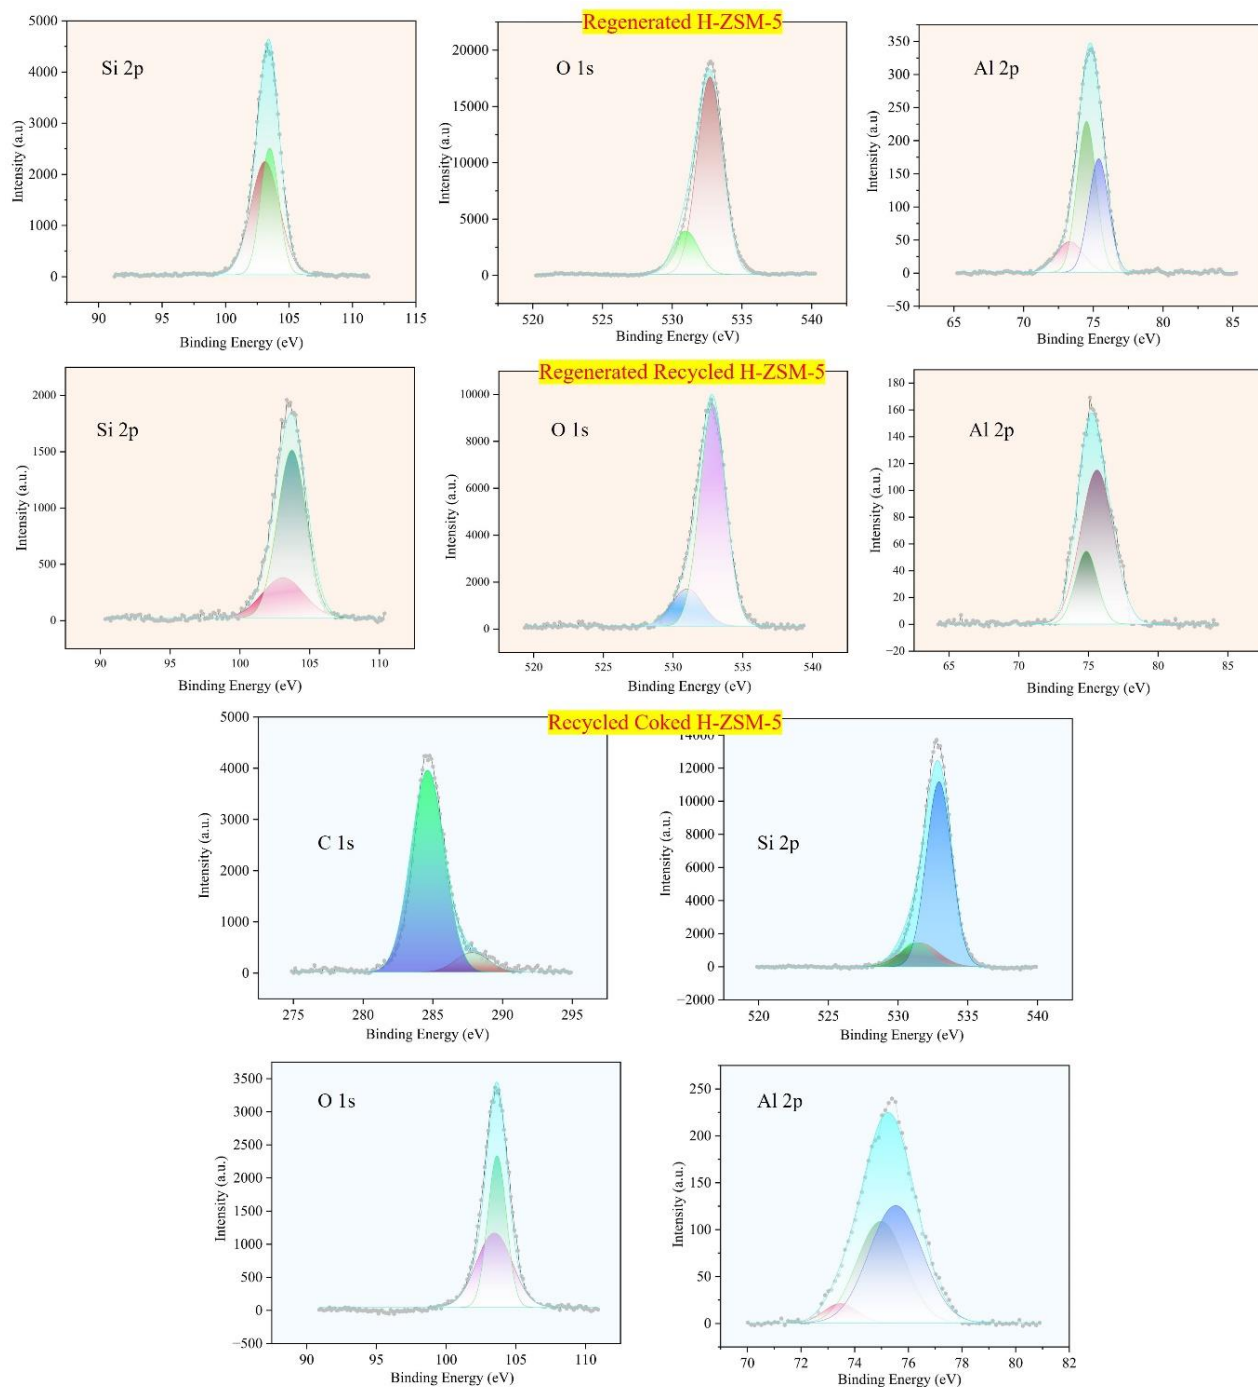 Regenerated H-ZSM-5
Si 2p
Intensity (a.u)
5000
4000
3000
2000
1000
0
90 95 100 105 110 115
Binding Energy (eV)
O 1s
Intensity (a.u)
20000
15000
10000
5000
0
520 525 530 535 540
Binding Energy (eV)
Al 2p
Intensity (a.u)
350
300
250
200
150
100
50
0
−50
65 70 75 80 85
Binding Energy (eV)
Regenerated Recycled H-ZSM-5
Si 2p
Intensity (a.u.)
2000
1500
1000
500
0
90 95 100 105 110
Binding Energy (eV)
O 1s
Intensity (a.u.)
10000
8000
6000
4000
2000
0
520 525 530 535 540
Binding Energy (eV)
Al 2p
Intensity (a.u.)
180
160
140
120
100
80
60
40
20
0
−20
65 70 75 80 85
Binding Energy (eV)
Recycled Coked H-ZSM-5
C 1s
Intensity (a.u.)
5000
4000
3000
2000
1000
0
275 280 285 290 295
Binding Energy (eV)
Si 2p
Intensity (a.u.)
14000
12000
10000
8000
6000
4000
2000
0
−2000
520 525 530 535 540
Binding Energy (eV)
O 1s
Intensity (a.u.)
3500
3000
2500
2000
1500
1000
500
0
−500
90 95 100 105 110
Binding Energy (eV)
Al 2p
Intensity (a.u.)
250
200
150
100
50
0
70 72 74 76 78 80 82
Binding Energy (eV)